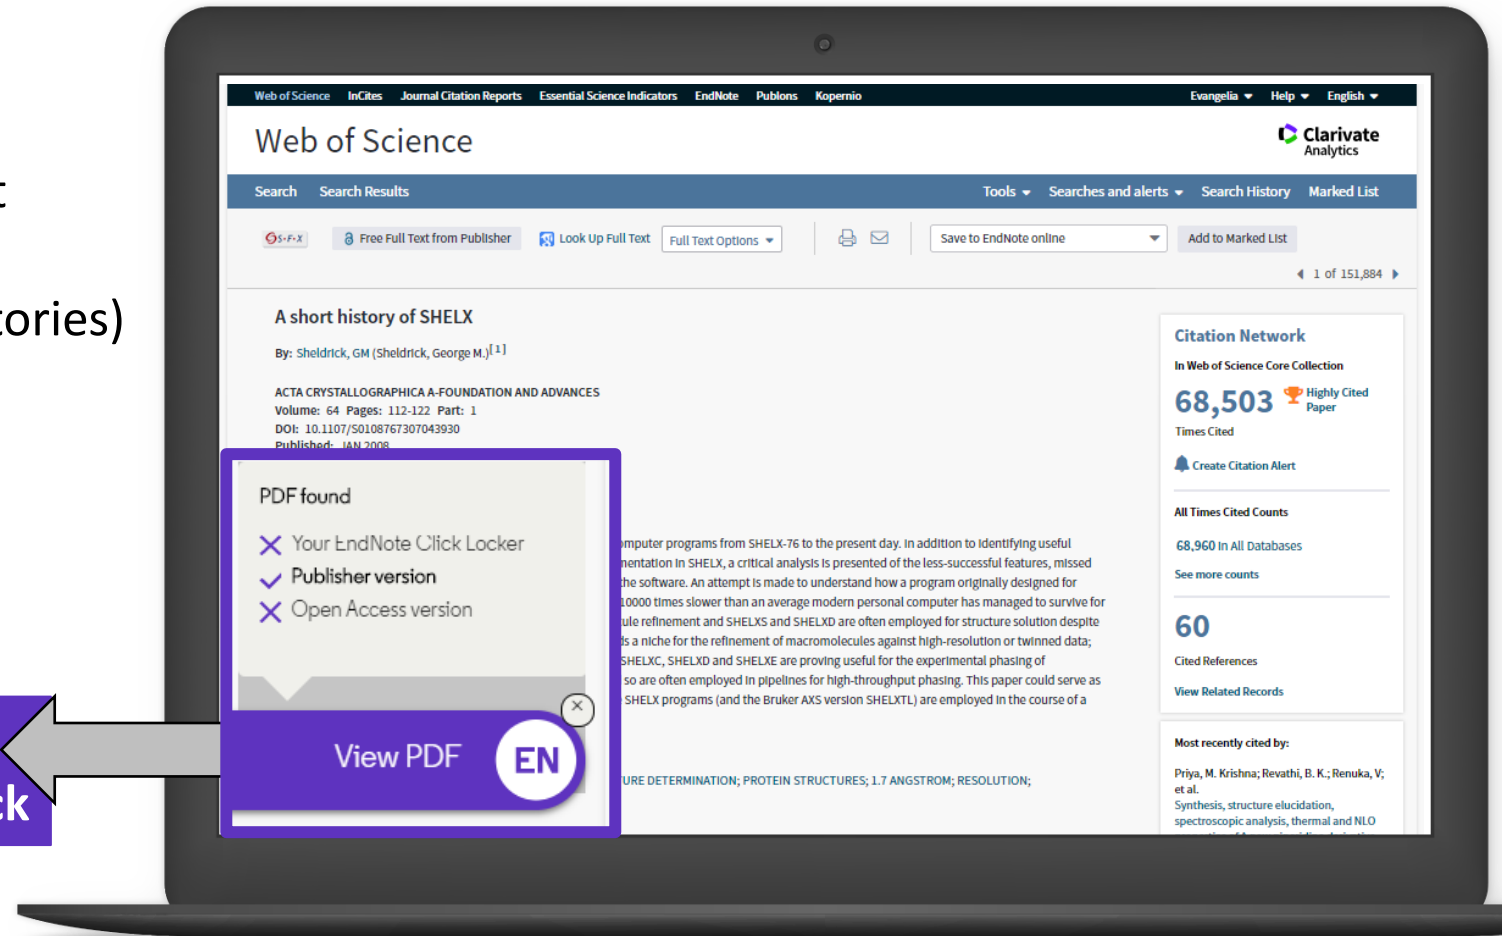 t
tories)
ck
Web of Science InCites Journal Citation Reports Essential Science Indicators EndNote Publons Kopernio Evangelia Help English
Web of Science
Clarivate
Analytics
Search Search Results Tools Searches and alerts Search History Marked List
S·F·X Free Full Text from Publisher Look Up Full Text Full Text Options Save to EndNote online Add to Marked List
1 of 151,884
A short history of SHELX
By: Sheldrick, GM (Sheldrick, George M.)[1]
ACTA CRYSTALLOGRAPHICA A-FOUNDATION AND ADVANCES
Volume: 64 Pages: 112-122 Part: 1
DOI: 10.1107/S0108767307043930
Published: JAN 2008
PDF found
Your EndNote Click Locker
Publisher version
Open Access version
View PDF EN
computer programs from SHELX-76 to the present day. In addition to identifying useful
mentation in SHELX, a critical analysis is presented of the less-successful features, missed
the software. An attempt is made to understand how a program originally designed for
10000 times slower than an average modern personal computer has managed to survive for
ule refinement and SHELXS and SHELXD are often employed for structure solution despite
ds a niche for the refinement of macromolecules against high-resolution or twinned data;
SHELXC, SHELXD and SHELXE are proving useful for the experimental phasing of
so are often employed in pipelines for high-throughput phasing. This paper could serve as
SHELX programs (and the Bruker AXS version SHELXTL) are employed in the course of a
TURE DETERMINATION; PROTEIN STRUCTURES; 1.7 ANGSTROM; RESOLUTION;
Citation Network
In Web of Science Core Collection
68,503 Highly Cited
Paper
Times Cited
Create Citation Alert
All Times Cited Counts
68,960 in All Databases
See more counts
60
Cited References
View Related Records
Most recently cited by:
Priya, M. Krishna; Revathi, B. K.; Renuka, V;
et al.
Synthesis, structure elucidation,
spectroscopic analysis, thermal and NLO